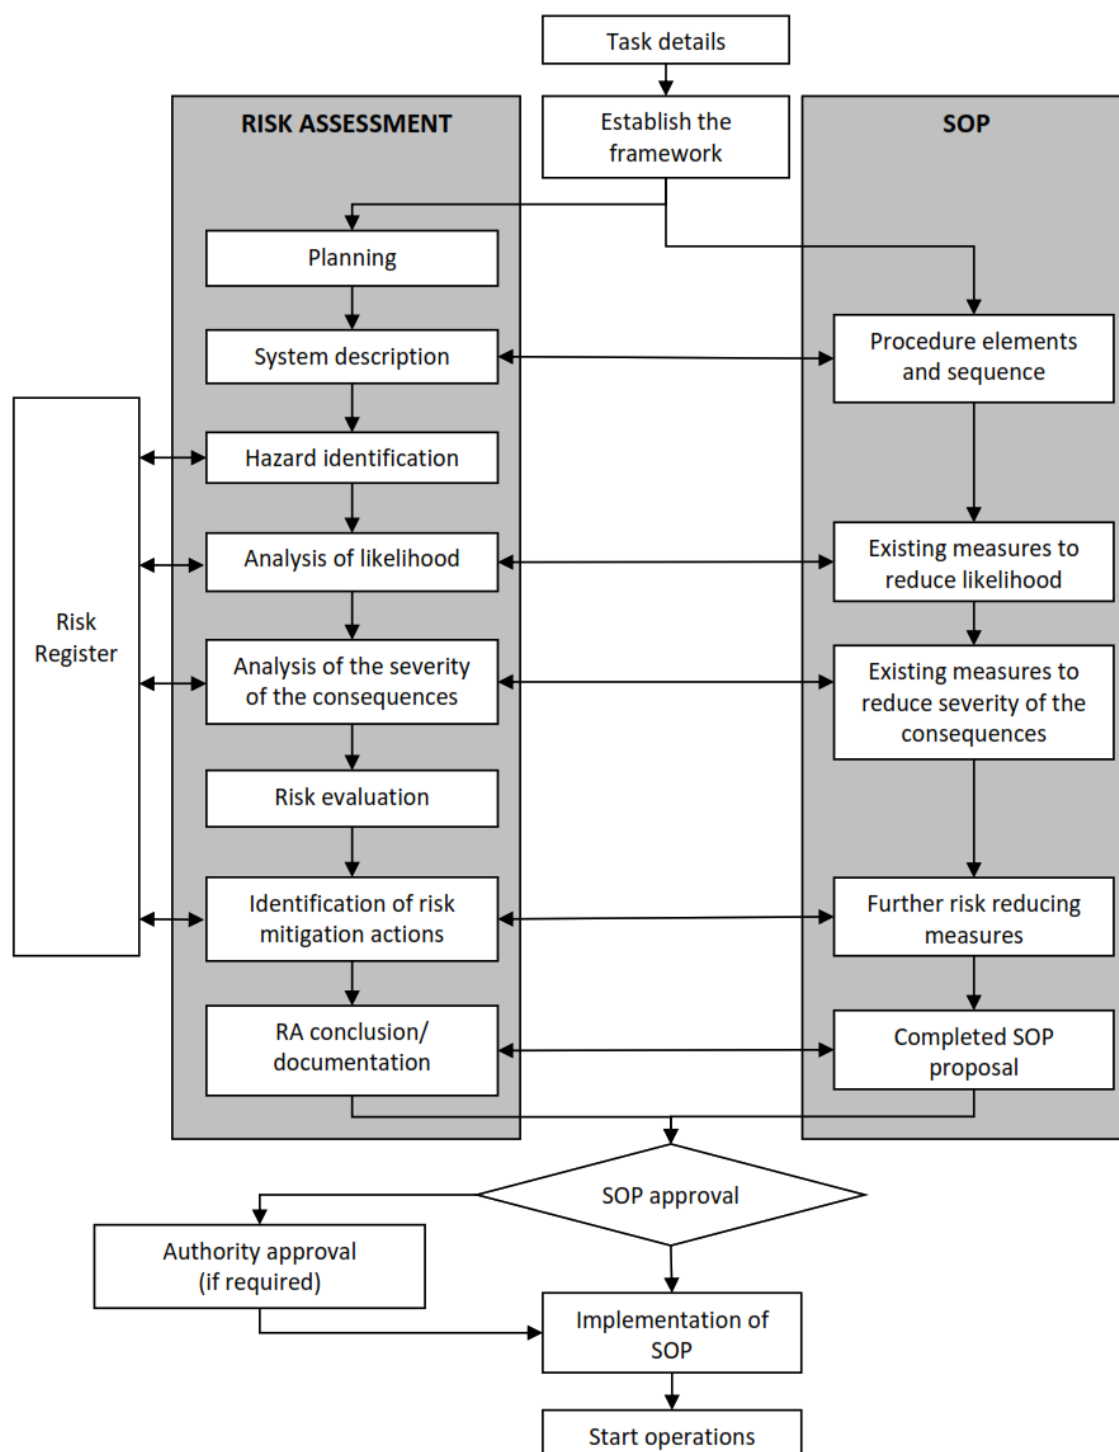 Task details
RISK ASSESSMENT
Establish the
framework
SOP
Planning
System description
Procedure elements
and sequence
Hazard identification
Analysis of likelihood
Existing measures to
reduce likelihood
Risk
Register
Analysis of the severity
of the consequences
Existing measures to
reduce severity of the
consequences
Risk evaluation
Identification of risk
mitigation actions
Further risk reducing
measures
RA conclusion/
documentation
Completed SOP
proposal
SOP approval
Authority approval
(if required)
Implementation of
SOP
Start operations